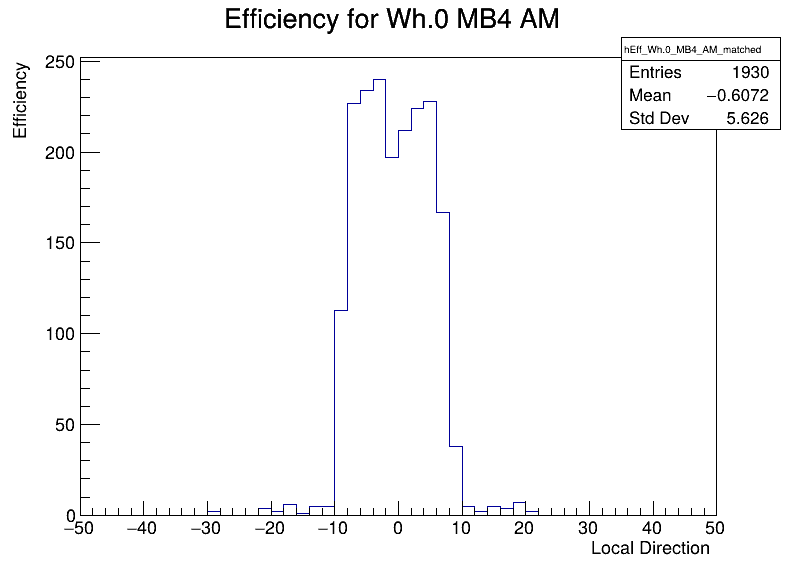 Efficiency for Wh.0 MB4 AM
hEff_Wh.0_MB4_AM_matched
Entries 1930
Mean −0.6072
Std Dev 5.626
Efficiency
250
200
150
100
50
0
−50 −40 −30 −20 −10 0 10 20 30 40 50
Local Direction